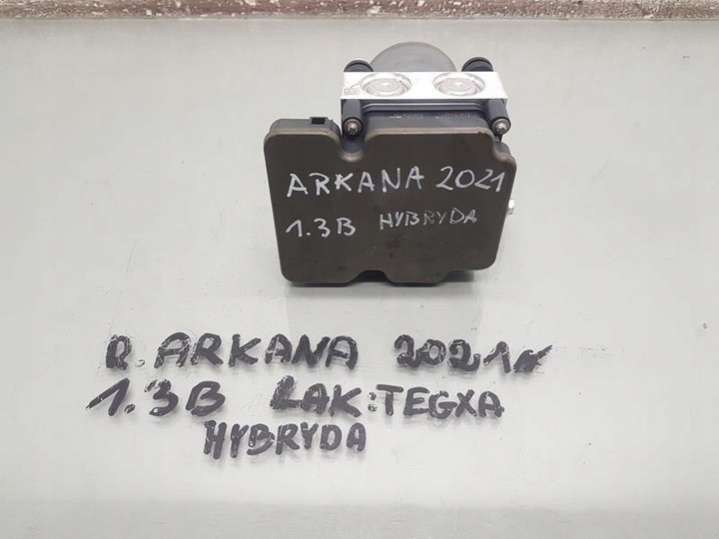 ARKANA 2021
1.3B HYBRYDA
R. ARKANA 2021R
1.3B LAK:TEGXA
HYBRYDA